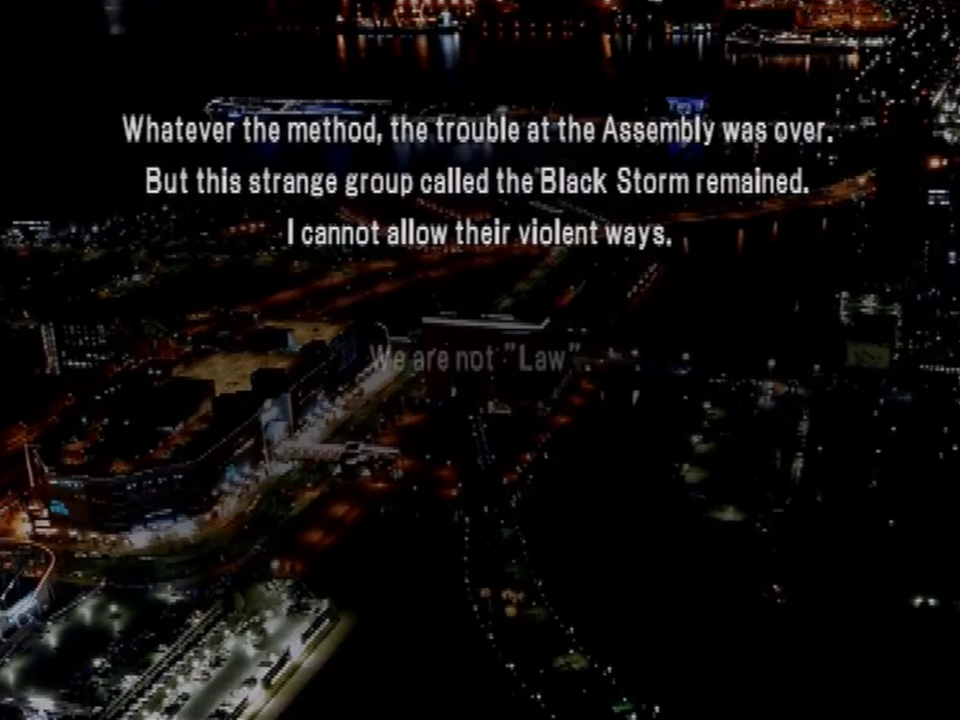 Whatever the method, the trouble at the Assembly was over.
But this strange group called the Black Storm remained.
I cannot allow their violent ways.
We are not "Law".